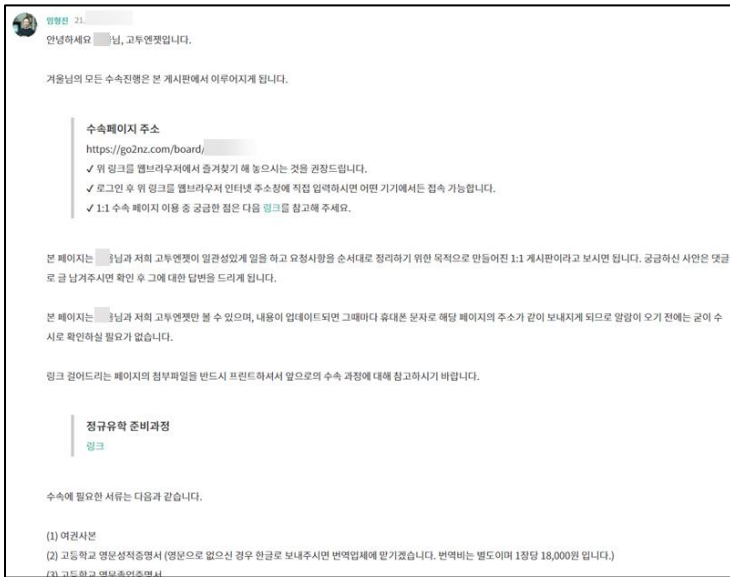 임형진 21.
안녕하세요 님, 고투엔젯입니다.
겨울님의 모든 수속진행은 본 게시판에서 이루어지게 됩니다.
수속페이지 주소
https://go2nz.com/board/
✓ 위 링크를 웹브라우저에서 즐겨찾기 해 놓으시는 것을 권장드립니다.
✓ 로그인 후 위 링크를 웹브라우저 인터넷 주소창에 직접 입력하시면 어떤 기기에서든 접속 가능합니다.
✓ 1:1 수속 페이지 이용 중 궁금한 점은 다음 링크를 참고해 주세요.
본 페이지는 님과 저희 고투엔젯이 일관성있게 일을 하고 요청사항을 순서대로 정리하기 위한 목적으로 만들어진 1:1 게시판이라고 보시면 됩니다. 궁금하신 사안은 댓글
로 글 남겨주시면 확인 후 그에 대한 답변을 드리게 됩니다.
본 페이지는 님과 저희 고투엔젯만 볼 수 있으며, 내용이 업데이트되면 그때마다 휴대폰 문자로 해당 페이지의 주소가 같이 보내지게 되므로 알람이 오기 전에는 굳이 수
시로 확인하실 필요가 없습니다.
링크 걸어드리는 페이지의 첨부파일을 반드시 프린트하셔서 앞으로의 수속 과정에 대해 참고하시기 바랍니다.
정규유학 준비과정
링크
수속에 필요한 서류는 다음과 같습니다.
(1) 여권사본
(2) 고등학교 영문성적증명서 (영문으로 없으신 경우 한글로 보내주시면 번역업체에 맡기겠습니다. 번역비는 별도이며 1장당 18,000원 입니다.)
(3) 고등학교 영문졸업증명서